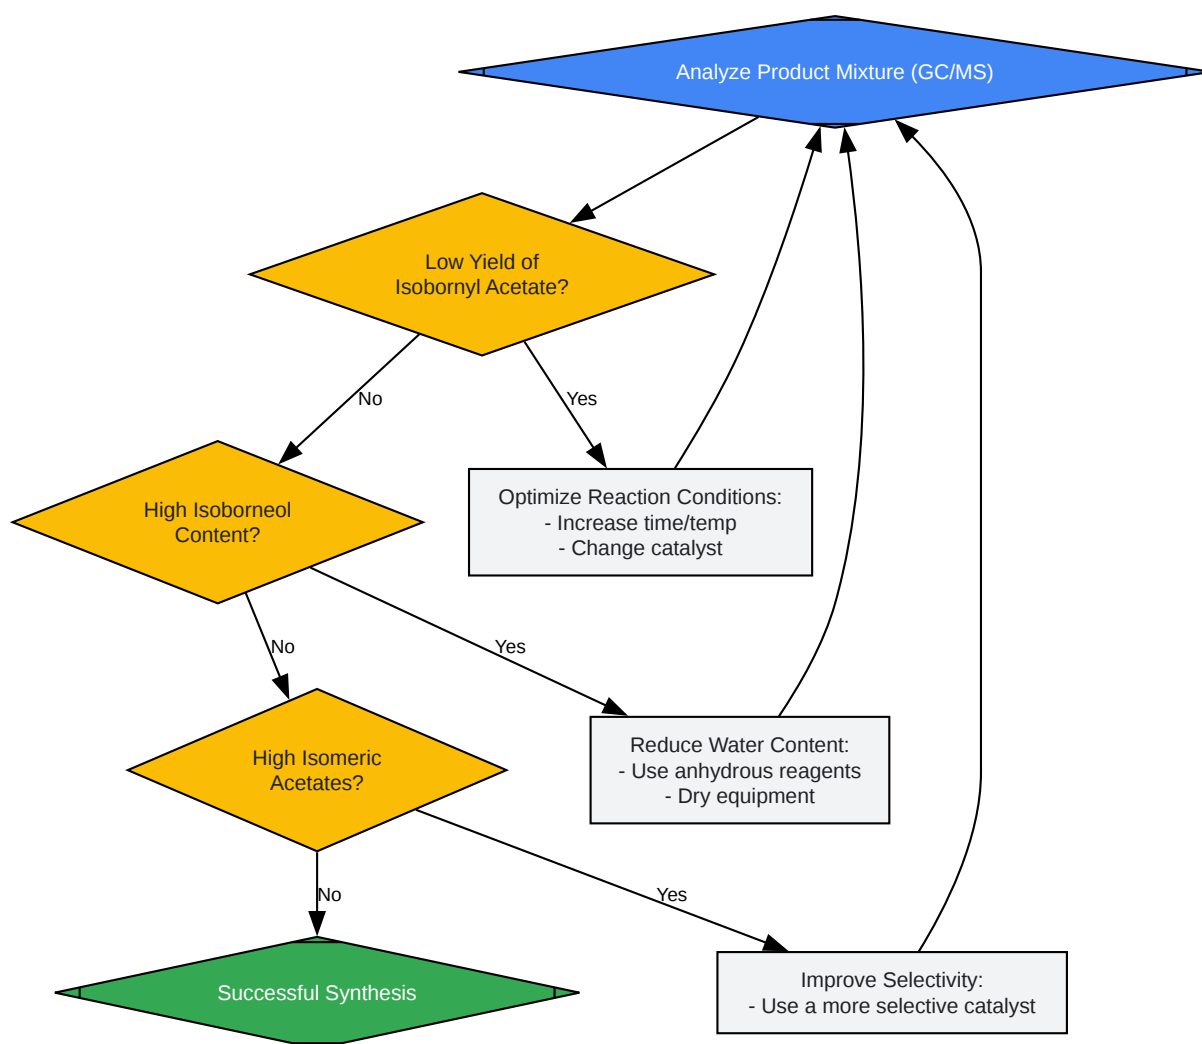 Analyze Product Mixture (GC/MS)
Low Yield of
Isobornyl Acetate?
No
Yes
High Isoborneol
Content?
Optimize Reaction Conditions:
- Increase time/temp
- Change catalyst
No
Yes
High Isomeric
Acetates?
Reduce Water Content:
- Use anhydrous reagents
- Dry equipment
No
Yes
Successful Synthesis
Improve Selectivity:
- Use a more selective catalyst